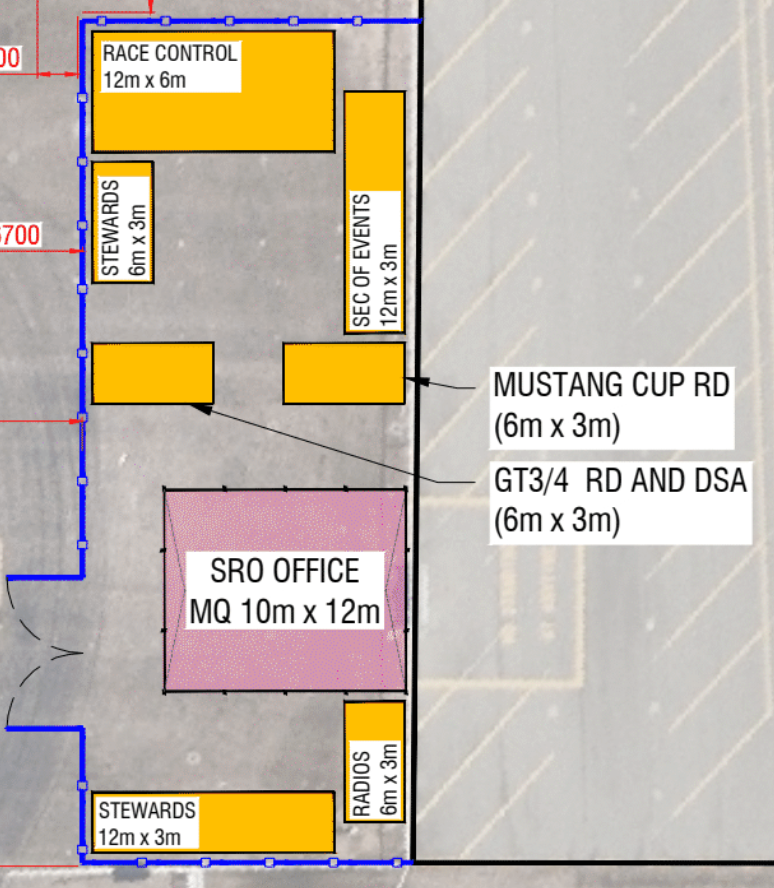 00
RACE CONTROL
12m x 6m
STEWARDS
6m x 3m
SEC OF EVENTS
12m x 3m
6700
MUSTANG CUP RD
(6m x 3m)
GT3/4 RD AND DSA
(6m x 3m)
SRO OFFICE
MQ 10m x 12m
RADIOS
6m x 3m
STEWARDS
12m x 3m